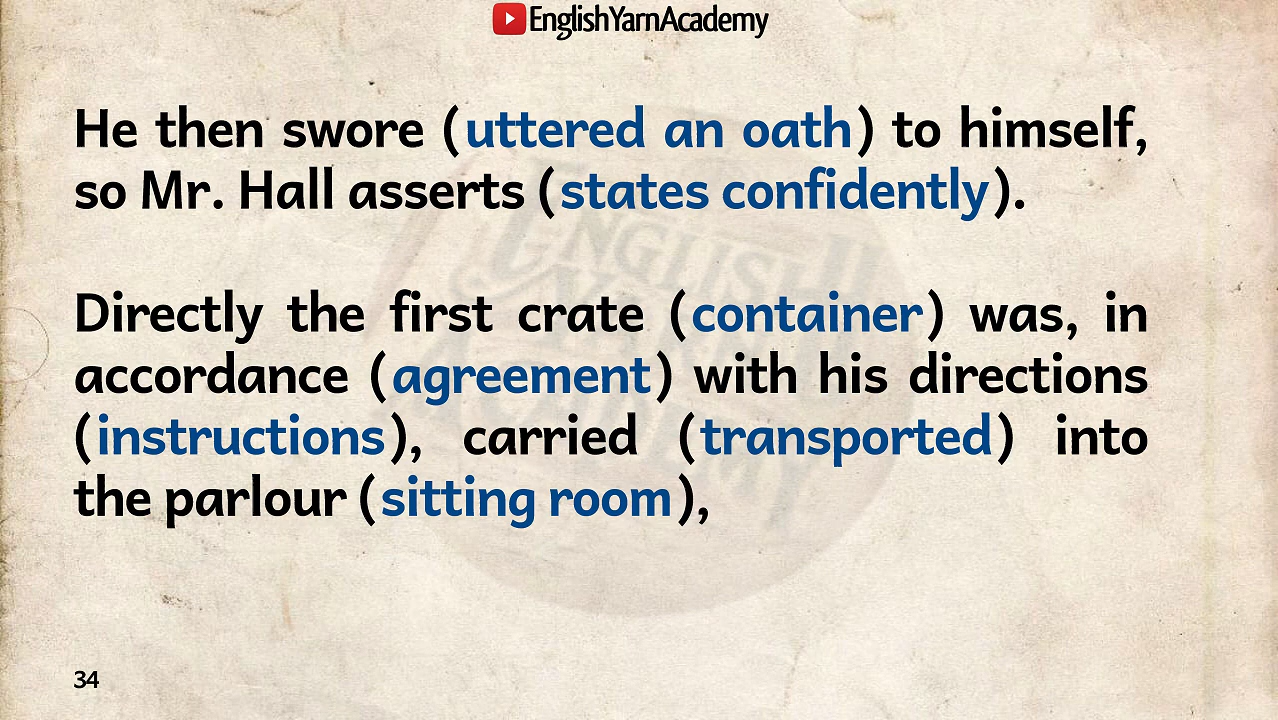 EnglishYarnAcademy
He then swore (uttered an oath) to himself,
so Mr. Hall asserts (states confidently).
Directly the first crate (container) was, in
accordance (agreement) with his directions
(instructions), carried (transported) into
the parlour (sitting room),
34